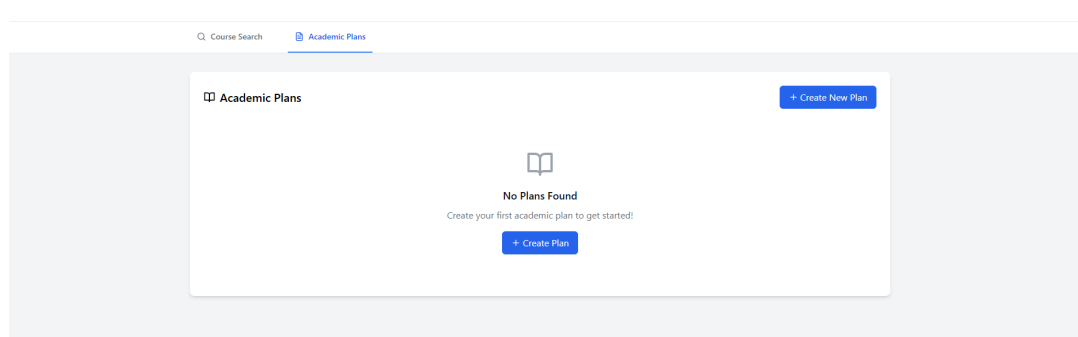 Course Search
Academic Plans
Academic Plans
+ Create New Plan
No Plans Found
Create your first academic plan to get started!
+ Create Plan